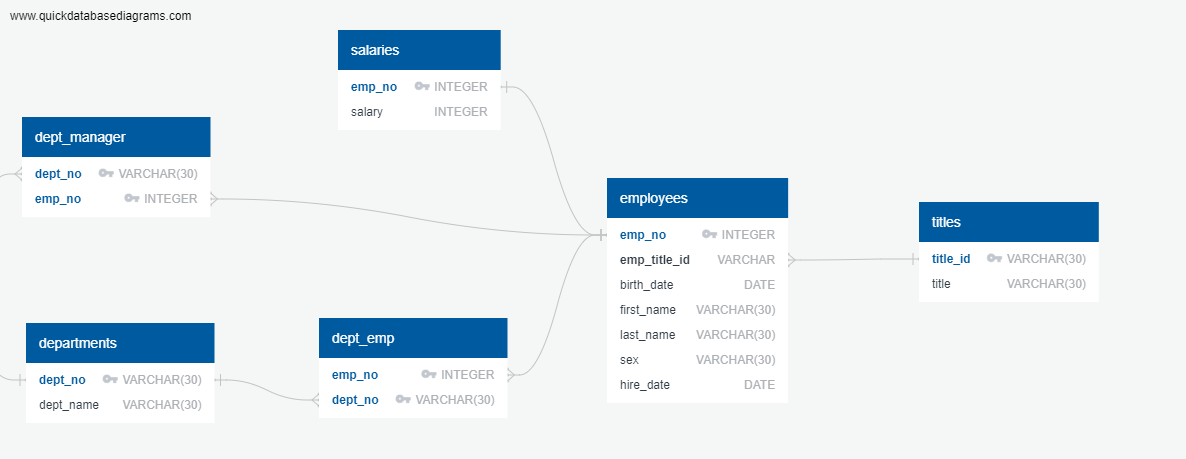 www.quickdatabasediagrams.com
salaries
emp_no INTEGER
salary INTEGER
dept_manager
dept_no VARCHAR(30)
emp_no INTEGER
employees
emp_no INTEGER
emp_title_id VARCHAR
birth_date DATE
first_name VARCHAR(30)
last_name VARCHAR(30)
sex VARCHAR(30)
hire_date DATE
titles
title_id VARCHAR(30)
title VARCHAR(30)
departments
dept_no VARCHAR(30)
dept_name VARCHAR(30)
dept_emp
emp_no INTEGER
dept_no VARCHAR(30)